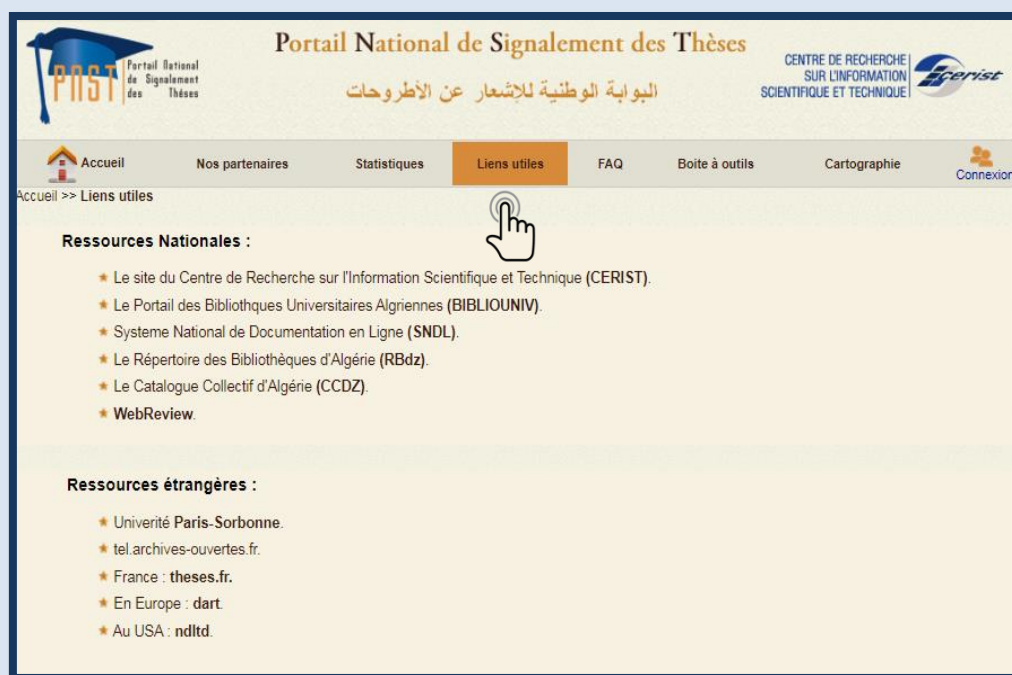 PNST
Portail National
de Signalement
des Thèses
Portail National de Signalement des Thèses
البوابة الوطنية للإشعار عن الأطروحات
CENTRE DE RECHERCHE
SUR L'INFORMATION
SCIENTIFIQUE ET TECHNIQUE
cerist
Accueil Nos partenaires Statistiques Liens utiles FAQ Boite à outils Cartographie Connexion
Accueil >> Liens utiles
Ressources Nationales :
Le site du Centre de Recherche sur l'Information Scientifique et Technique (CERIST).
Le Portail des Bibliothques Universitaires Algriennes (BIBLIOUNIV).
Systeme National de Documentation en Ligne (SNDL).
Le Répertoire des Bibliothèques d'Algérie (RBdz).
Le Catalogue Collectif d'Algérie (CCDZ).
WebReview.
Ressources étrangères :
Univerité Paris-Sorbonne.
tel.archives-ouvertes.fr.
France : theses.fr.
En Europe : dart.
Au USA : ndltd.